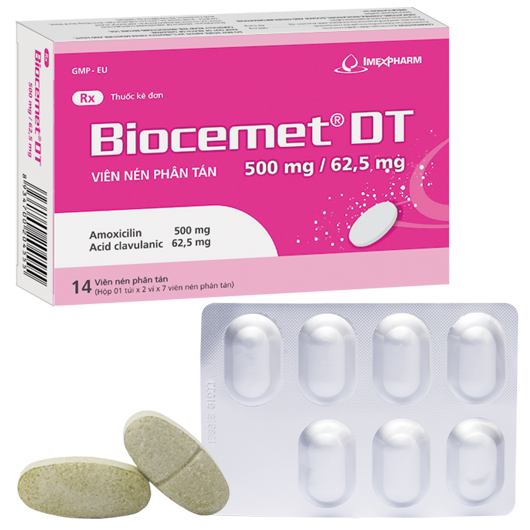 IMEXPHARM
GMP - EU
Rx Thuốc kê đơn
Biocemet® DT
VIÊN NÉN PHÂN TÁN 500 mg / 62,5 mg
Amoxicilin 500 mg
Acid clavulanic 62,5 mg
14 Viên nén phân tán
(Hộp 01 túi x 2 vỉ x 7 viên nén phân tán)
Rx
Biocemet® DT
500 mg / 62,5 mg